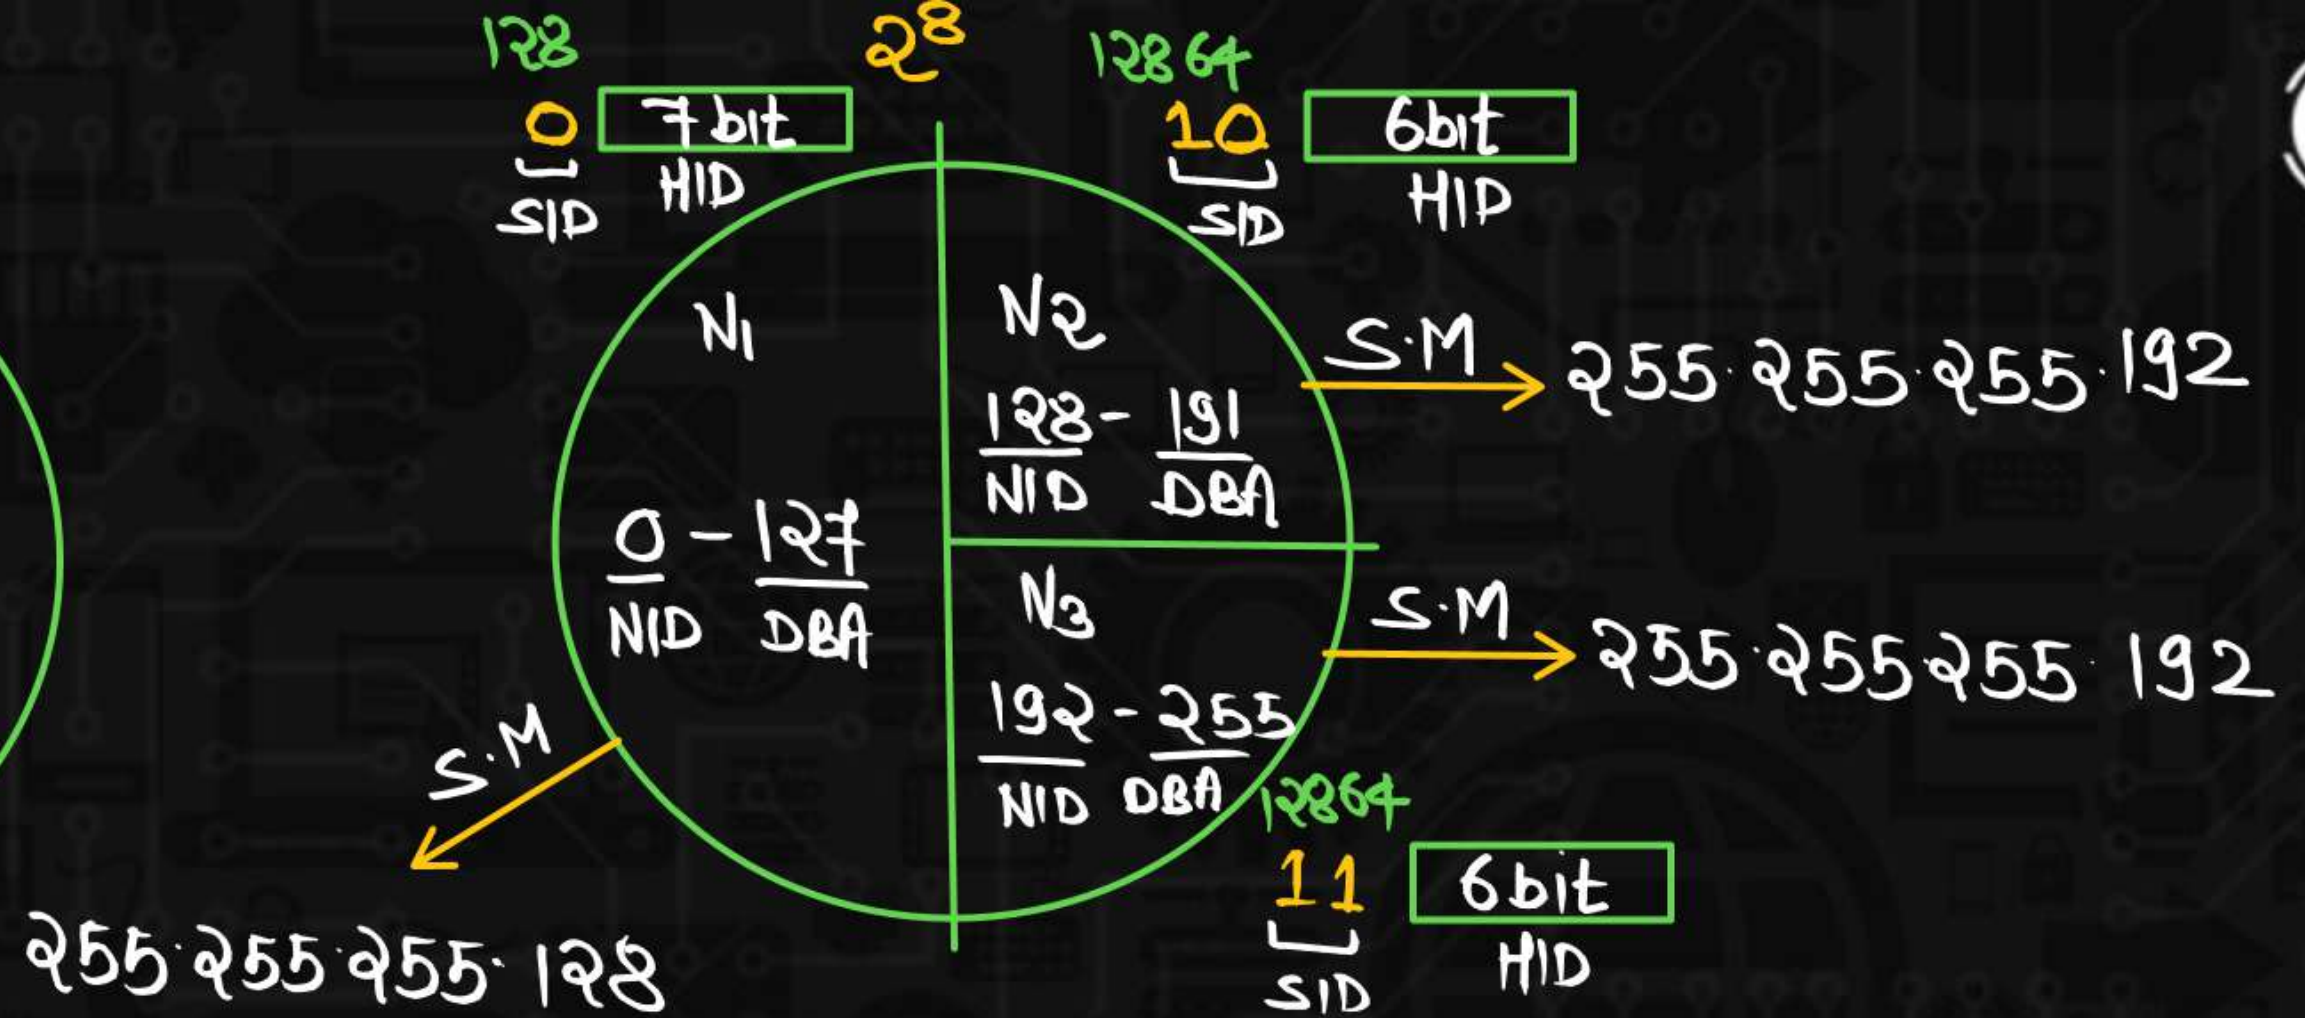 128
0 7bit
SID HID
2^8
128 64
10 6bit
SID HID
N1
0 - 127
NID DBA
N2
128 - 191
NID DBA
N3
192 - 255
NID DBA
S.M
255.255.255.192
S.M
255.255.255.192
S.M
255.255.255.128
128 64
11 6bit
SID HID